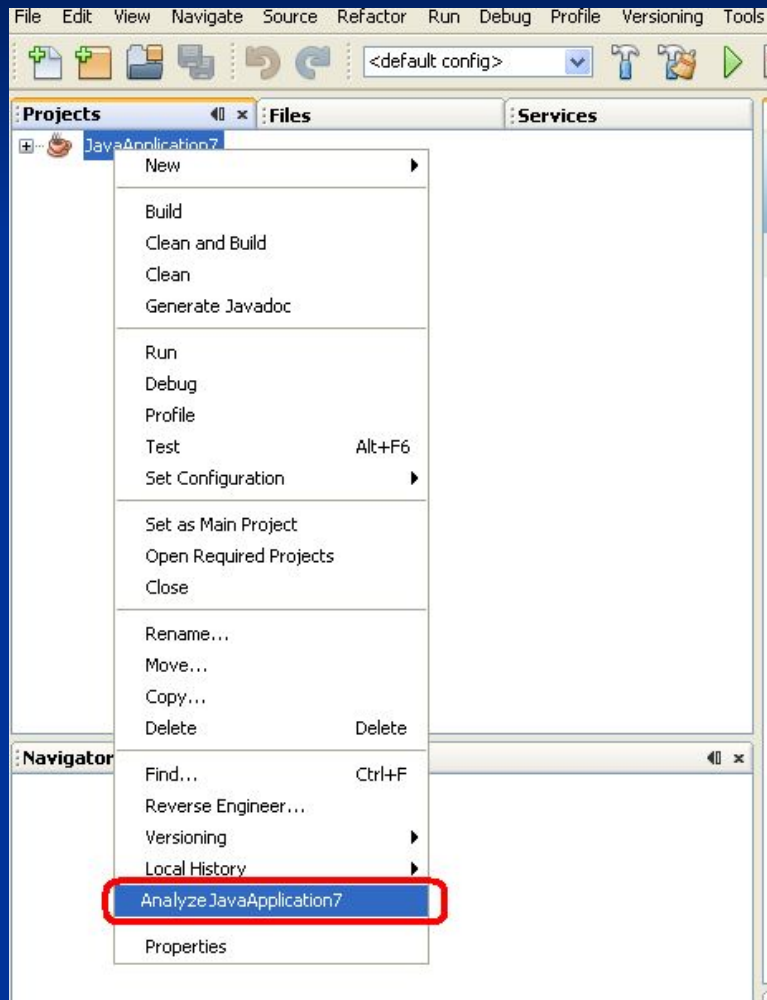 File Edit View Navigate Source Refactor Run Debug Profile Versioning Tools
<default config>
Projects Files Services
JavaApplication7
New
Build
Clean and Build
Clean
Generate Javadoc
Run
Debug
Profile
Test Alt+F6
Set Configuration
Set as Main Project
Open Required Projects
Close
Rename...
Move...
Copy...
Delete Delete
Navigator
Find... Ctrl+F
Reverse Engineer...
Versioning
Local History
Analyze JavaApplication7
Properties